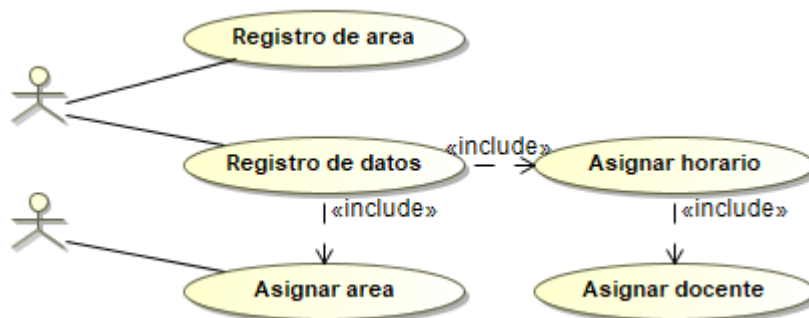 Registro de area
«include»
Registro de datos
Asignar horario
«include»
«include»
Asignar area
Asignar docente